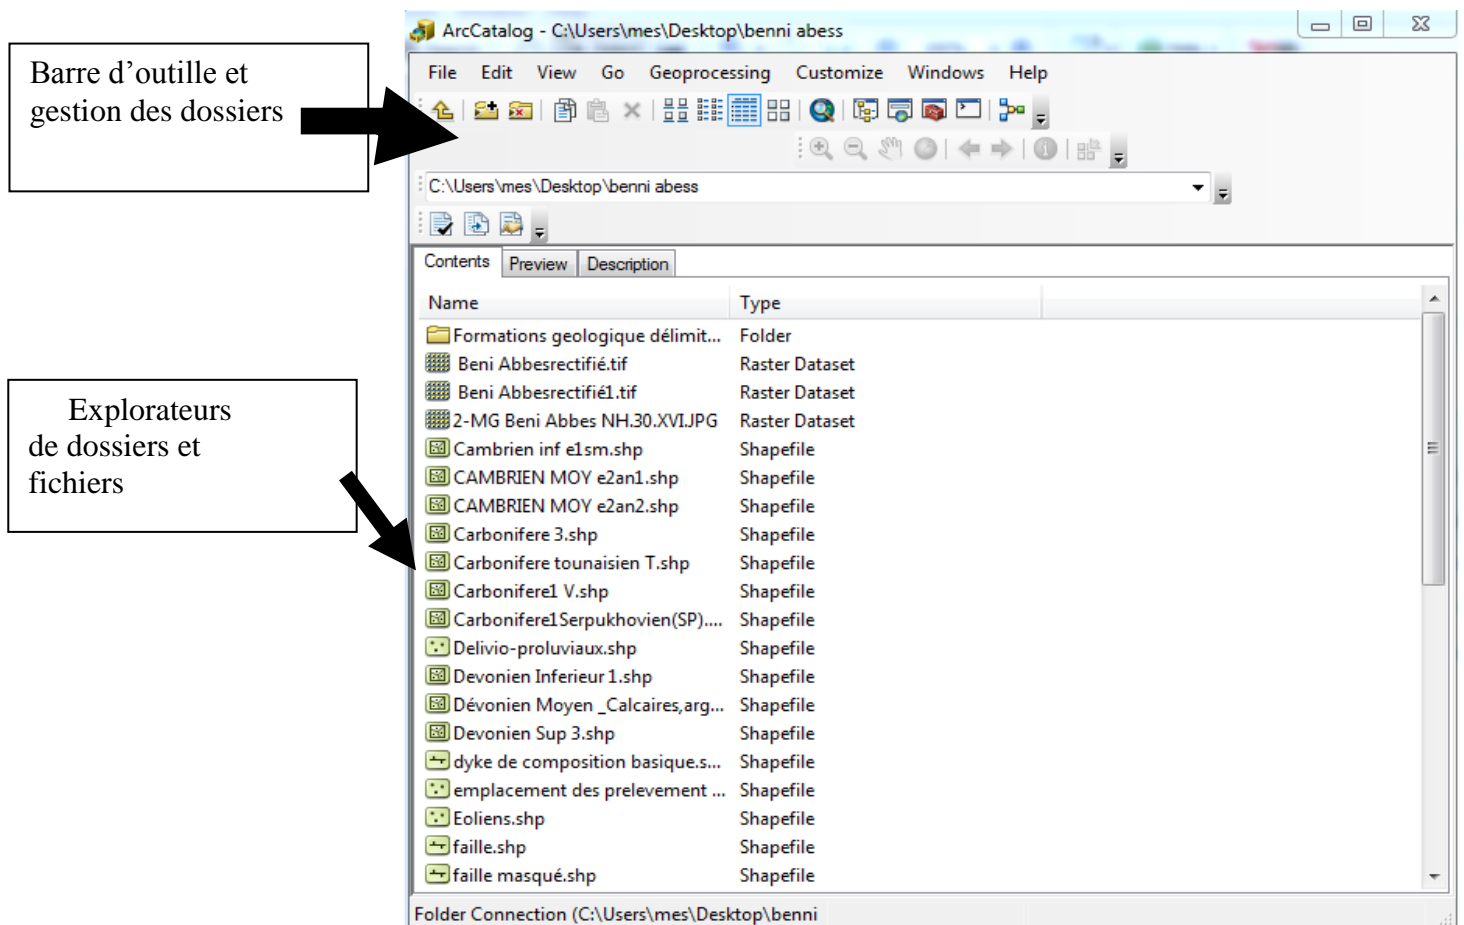 ArcCatalog - C:\Users\mes\Desktop\benni abess
Barre d’outille et
gestion des dossiers
File Edit View Go Geoprocessing Customize Windows Help
C:\Users\mes\Desktop\benni abess
Contents Preview Description
Name Type
Formations geologique délimit... Folder
Beni Abbesrectifié.tif Raster Dataset
Beni Abbesrectifié1.tif Raster Dataset
2-MG Beni Abbes NH.30.XVI.JPG Raster Dataset
Explorateurs
de dossiers et
fichiers
Cambrien inf e1sm.shp Shapefile
CAMBRIEN MOY e2an1.shp Shapefile
CAMBRIEN MOY e2an2.shp Shapefile
Carbonifere 3.shp Shapefile
Carbonifere tounaisien T.shp Shapefile
Carbonifere1 V.shp Shapefile
Carbonifere1Serpukhovien(SP).... Shapefile
Delivio-proluviaux.shp Shapefile
Devonien Inferieur 1.shp Shapefile
Dévonien Moyen _Calcaires,arg... Shapefile
Devonien Sup 3.shp Shapefile
dyke de composition basique.s... Shapefile
emplacement des prelevement ... Shapefile
Eoliens.shp Shapefile
faille.shp Shapefile
faille masqué.shp Shapefile
Folder Connection (C:\Users\mes\Desktop\benni